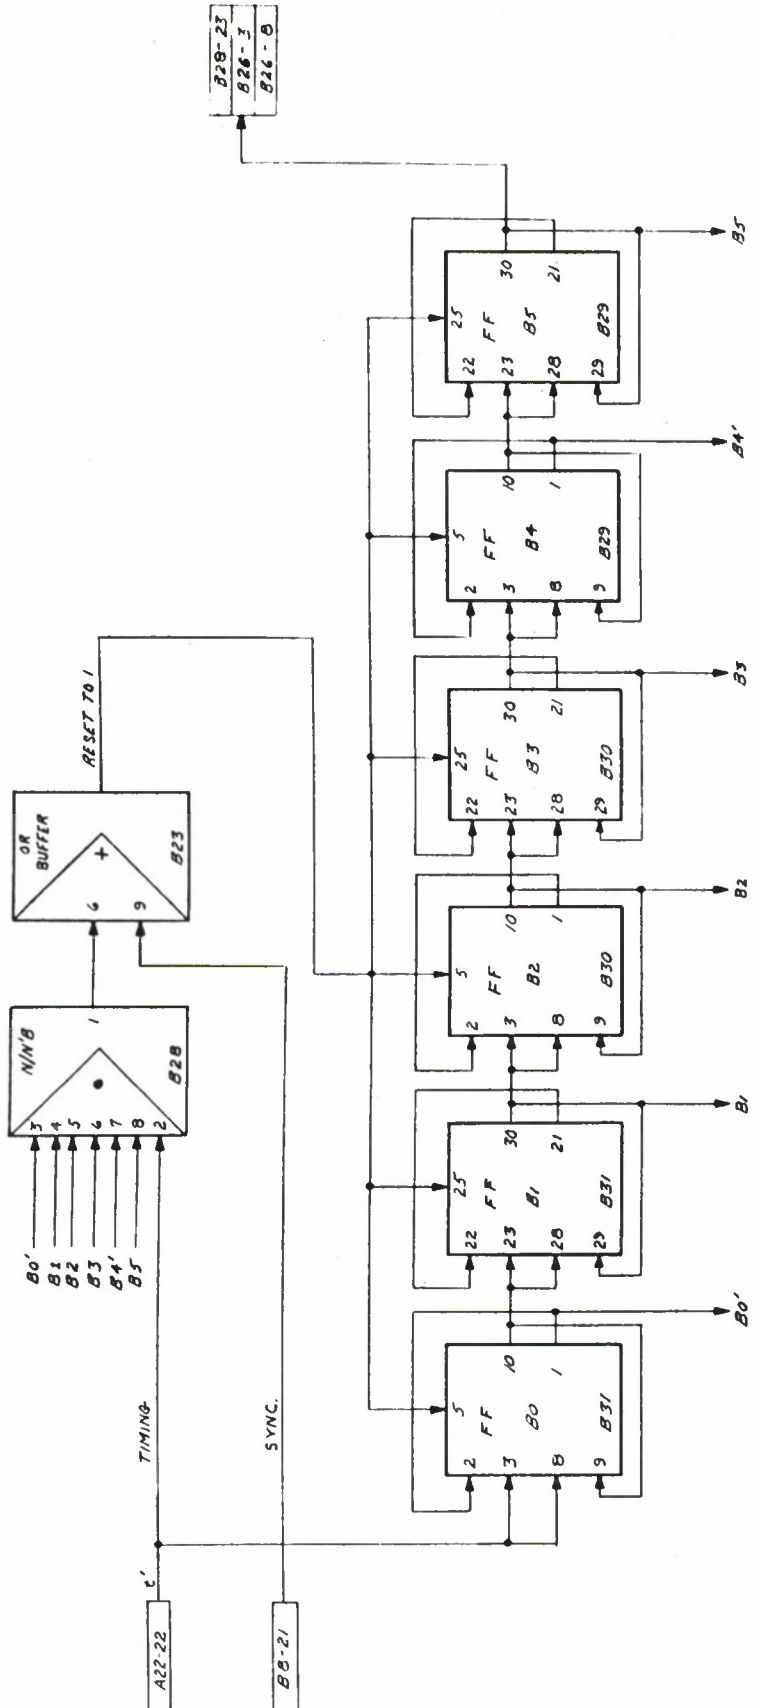 A22-22
t'
TIMING
B8-21
SYNC.
B0'
B1
B2
B3
B4'
B5
3
4
5
6
7
8
2
N/N'B
1
B28
OR
BUFFER
6
9
+
B23
RESET TO 1
B28-23
B26-3
B26-8
2
3
8
9
5
FF
B0
B31
10
1
B0'
22
23
28
29
25
FF
B1
B31
30
21
B1
2
3
8
9
5
FF
B2
B30
10
1
B2
22
23
28
29
25
FF
B3
B30
30
21
B3
2
3
8
9
5
FF
B4
B29
10
1
B4'
22
23
28
29
25
FF
B5
B29
30
21
B5